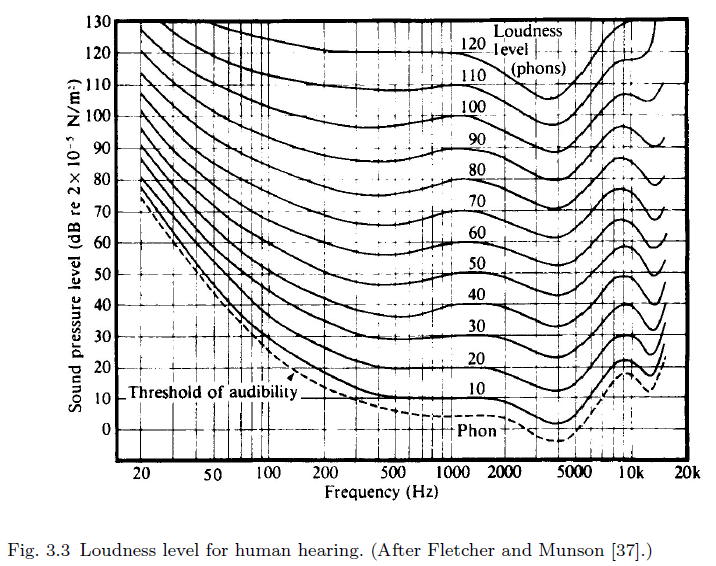 130
120
110
100
90
80
70
60
50
40
30
20
10
0
Sound pressure level (dB re 2 × 10⁻⁵ N/m²)
120 Loudness
level
(phons)
110
100
90
80
70
60
50
40
30
20
10
Threshold of audibility
Phon
20 50 100 200 500 1000 2000 5000 10k 20k
Frequency (Hz)
Fig. 3.3 Loudness level for human hearing. (After Fletcher and Munson [37].)